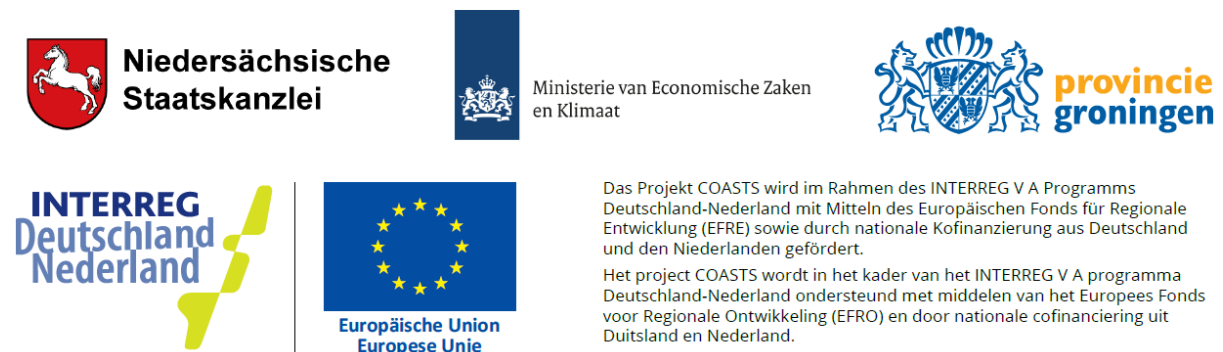 Niedersächsische
Staatskanzlei
Ministerie van Economische Zaken
en Klimaat
provincie
groningen
INTERREG
Deutschland
Nederland
Europäische Union
Europese Unie
Das Projekt COASTS wird im Rahmen des INTERREG V A Programms
Deutschland-Nederland mit Mitteln des Europäischen Fonds für Regionale
Entwicklung (EFRE) sowie durch nationale Kofinanzierung aus Deutschland
und den Niederlanden gefördert.
Het project COASTS wordt in het kader van het INTERREG V A programma
Deutschland-Nederland ondersteund met middelen van het Europees Fonds
voor Regionale Ontwikkeling (EFRO) en door nationale cofinanciering uit
Duitsland en Nederland.